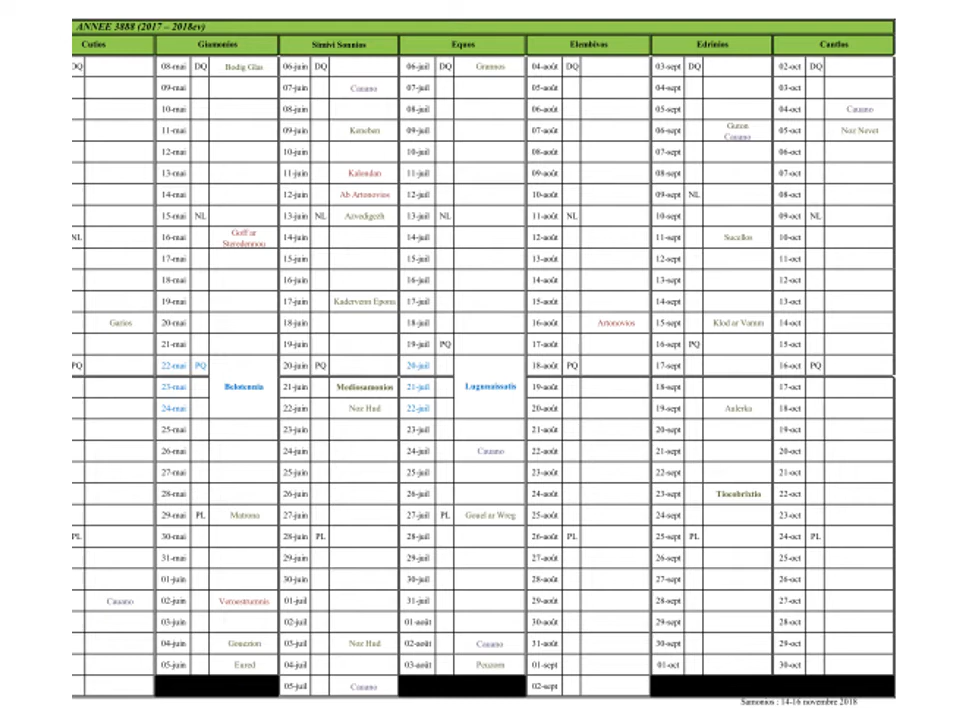 ANNEE 3888 (2017 – 2018ev)
Cutios Giamonios Simivi Sonnios Equos Elembivos Edrinios Cantlos
DQ 08-mai DQ Bodig Glas 06-juin DQ 06-juil DQ Grannos 04-août DQ 03-sept DQ 02-oct DQ
09-mai 07-juin Cauano 07-juil 05-août 04-sept 03-oct
10-mai 08-juin 08-juil 06-août 05-sept 04-oct Cauano
11-mai 09-juin Keneben 09-juil 07-août 06-sept Guton Cauano 05-oct Noz Nevet
12-mai 10-juin 10-juil 08-août 07-sept 06-oct
13-mai 11-juin Kalondan 11-juil 09-août 08-sept 07-oct
14-mai 12-juin Ab Artonovios 12-juil 10-août 09-sept NL 08-oct
15-mai NL 13-juin NL Azvedigezh 13-juil NL 11-août NL 10-sept 09-oct NL
NL 16-mai Goff ar Steredennou 14-juin 14-juil 12-août 11-sept Sucellos 10-oct
17-mai 15-juin 15-juil 13-août 12-sept 11-oct
18-mai 16-juin 16-juil 14-août 13-sept 12-oct
19-mai 17-juin Kadervenn Epona 17-juil 15-août 14-sept 13-oct
Garios 20-mai 18-juin 18-juil 16-août Artonovios 15-sept Klod ar Vamm 14-oct
21-mai 19-juin 19-juil PQ 17-août 16-sept PQ 15-oct
PQ 22-mai PQ 20-juin PQ 20-juil 18-août PQ 17-sept 16-oct PQ
23-mai Belotennia 21-juin Mediosamonios 21-juil Lugunaissatis 19-août 18-sept 17-oct
24-mai 22-juin Noz Hud 22-juil 20-août 19-sept Aulerka 18-oct
25-mai 23-juin 23-juil 21-août 20-sept 19-oct
26-mai 24-juin 24-juil Cauano 22-août 21-sept 20-oct
27-mai 25-juin 25-juil 23-août 22-sept 21-oct
28-mai 26-juin 26-juil 24-août 23-sept Tiocobrixtio 22-oct
29-mai PL Matrona 27-juin 27-juil PL Gouel ar Wreg 25-août 24-sept 23-oct
PL 30-mai 28-juin PL 28-juil 26-août PL 25-sept PL 24-oct PL
31-mai 29-juin 29-juil 27-août 26-sept 25-oct
01-juin 30-juin 30-juil 28-août 27-sept 26-oct
Cauano 02-juin Veroestrumnis 01-juil 31-juil 29-août 28-sept 27-oct
03-juin 02-juil 01-août 30-août 29-sept 28-oct
04-juin Gouezion 03-juil Noz Hud 02-août Cauano 31-août 30-sept 29-oct
05-juin Eured 04-juil 03-août Peuzorn 01-sept 01-oct 30-oct
05-juil Cauano 02-sept
Samonios : 14-16 novembre 2018